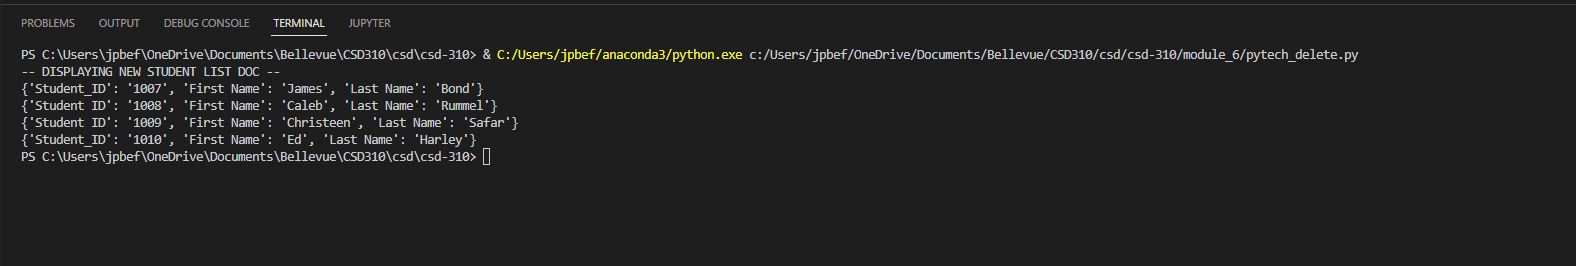 PROBLEMS OUTPUT DEBUG CONSOLE TERMINAL JUPYTER
PS C:\Users\jpbef\OneDrive\Documents\Bellevue\CSD310\csd\csd-310> & C:/Users/jpbef/anaconda3/python.exe c:/Users/jpbef/OneDrive/Documents/Bellevue/CSD310/csd/csd-310/module_6/pytech_delete.py
-- DISPLAYING NEW STUDENT LIST DOC --
{'Student_ID': '1007', 'First Name': 'James', 'Last Name': 'Bond'}
{'Student ID': '1008', 'First Name': 'Caleb', 'Last Name': 'Rummel'}
{'Student_ID': '1009', 'First Name': 'Christeen', 'Last Name': 'Safar'}
{'Student_ID': '1010', 'First Name': 'Ed', 'Last Name': 'Harley'}
PS C:\Users\jpbef\OneDrive\Documents\Bellevue\CSD310\csd\csd-310>